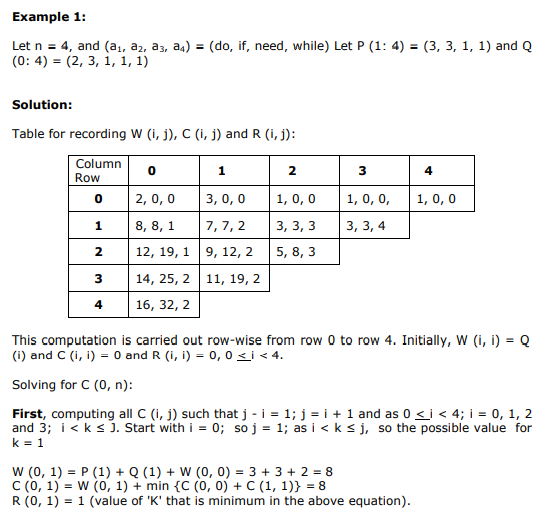 Example 1:
Let n = 4, and (a₁, a₂, a₃, a₄) = (do, if, need, while) Let P (1: 4) = (3, 3, 1, 1) and Q
(0: 4) = (2, 3, 1, 1, 1)
Solution:
Table for recording W (i, j), C (i, j) and R (i, j):
Column Row 0 1 2 3 4
0 2, 0, 0 3, 0, 0 1, 0, 0 1, 0, 0, 1, 0, 0
1 8, 8, 1 7, 7, 2 3, 3, 3 3, 3, 4
2 12, 19, 1 9, 12, 2 5, 8, 3
3 14, 25, 2 11, 19, 2
4 16, 32, 2
This computation is carried out row-wise from row 0 to row 4. Initially, W (i, i) = Q
(i) and C (i, i) = 0 and R (i, i) = 0, 0 ≤ i < 4.
Solving for C (0, n):
First, computing all C (i, j) such that j - i = 1; j = i + 1 and as 0 ≤ i < 4; i = 0, 1, 2
and 3; i < k ≤ J. Start with i = 0; so j = 1; as i < k ≤ j, so the possible value for
k = 1
W (0, 1) = P (1) + Q (1) + W (0, 0) = 3 + 3 + 2 = 8
C (0, 1) = W (0, 1) + min {C (0, 0) + C (1, 1)} = 8
R (0, 1) = 1 (value of 'K' that is minimum in the above equation).